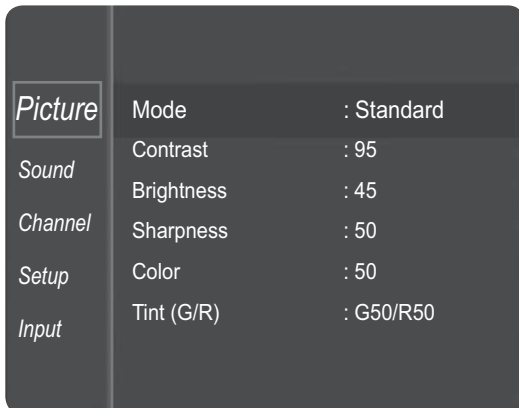 Picture
Sound
Channel
Setup
Input
Mode : Standard
Contrast : 95
Brightness : 45
Sharpness : 50
Color : 50
Tint (G/R) : G50/R50